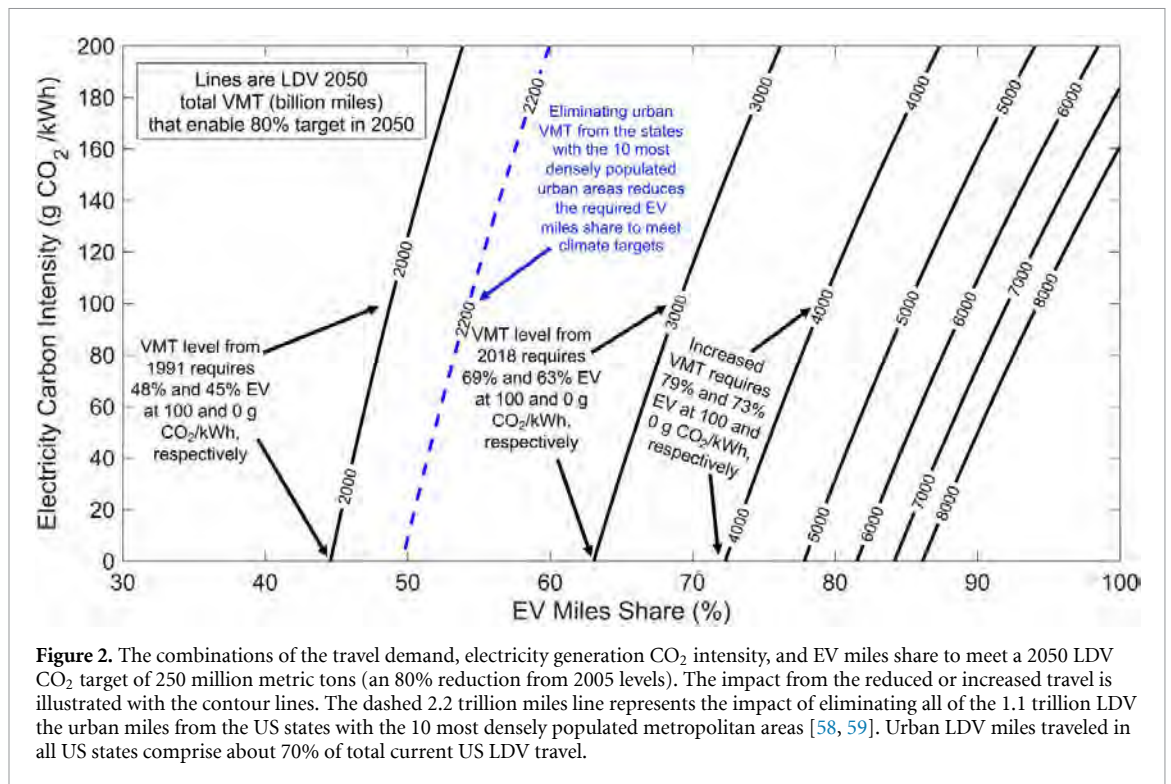 Lines are LDV 2050
total VMT (billion miles)
that enable 80% target in 2050
Eliminating urban
VMT from the states
with the 10 most
densely populated
urban areas reduces
the required EV
miles share to meet
climate targets
VMT level from
1991 requires
48% and 45% EV
at 100 and 0 g
CO₂/kWh,
respectively
VMT level from
2018 requires
69% and 63% EV
at 100 and 0 g
CO₂/kWh,
respectively
Increased
VMT requires
79% and 73%
EV at 100 and
0 g CO₂/kWh,
respectively
2000
2000
2200
2200
3000
3000
4000
4000
4000
5000
5000
5000
6000
6000
6000
7000
7000
8000
8000
Electricity Carbon Intensity (g CO₂/kWh)
200
180
160
140
120
100
80
60
40
20
0
30
40
50
60
70
80
90
100
EV Miles Share (%)
Figure 2. The combinations of the travel demand, electricity generation CO₂ intensity, and EV miles share to meet a 2050 LDV
CO₂ target of 250 million metric tons (an 80% reduction from 2005 levels). The impact from the reduced or increased travel is
illustrated with the contour lines. The dashed 2.2 trillion miles line represents the impact of eliminating all of the 1.1 trillion LDV
the urban miles from the US states with the 10 most densely populated metropolitan areas [58, 59]. Urban LDV miles traveled in
all US states comprise about 70% of total current US LDV travel.